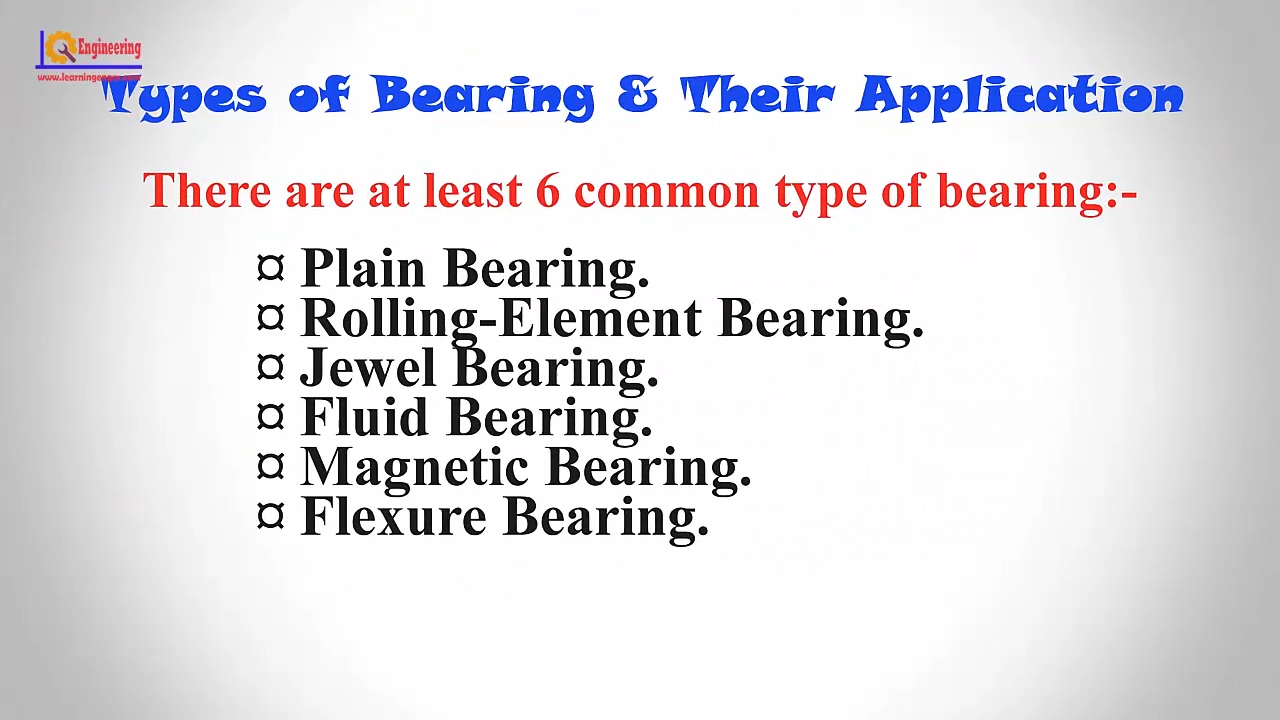 Engineering
Types of Bearing & Their Application
There are at least 6 common type of bearing:-
¤ Plain Bearing.
¤ Rolling-Element Bearing.
¤ Jewel Bearing.
¤ Fluid Bearing.
¤ Magnetic Bearing.
¤ Flexure Bearing.